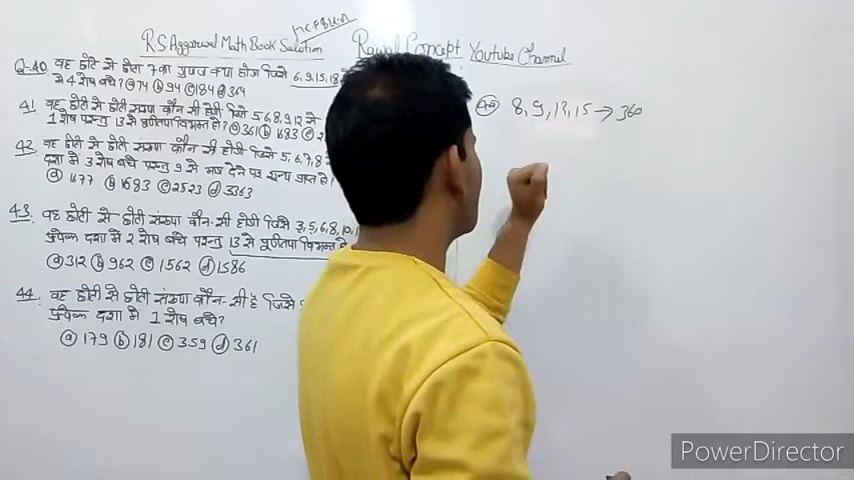 RS Aggarwal Math Book Solution
Rawal Concept Youtube Channel
Q-40 वह छोटे से छोटा 7 का गुणज क्या होगा जिसे 6, 9, 15, 18
से 4 शेष बचे? (a) 74 (b) 94 (c) 184 (d) 364
41 वह छोटी से छोटी संख्या कौन सी होगी जिसे 5, 6, 8, 9, 12 से
1 शेष परन्तु 13 से पूर्णतया विभक्त हो? (a) 361 (b) 1683 (c) 2
42 वह छोटी से छोटी संख्या कौन सी होगी जिसे 5, 6, 7, 8
दशा में 3 शेष बचे परन्तु 9 से भाग देने पर शून्य प्राप्त हो।
(a) 1677 (b) 1683 (c) 2523 (d) 3363
43. वह छोटी से छोटी संख्या कौन-सी होगी जिसे 3, 5, 6, 8, 10, 1
प्रत्येक दशा में 2 शेष बचे परन्तु 13 से पूर्णतया विभक्त हो
(a) 312 (b) 962 (c) 1562 (d) 1586
44. वह छोटी से छोटी संख्या कौन-सी है जिसे
प्रत्येक दशा में 1 शेष बचे?
(a) 179 (b) 181 (c) 359 (d) 361
8, 9, 12, 15 → 360
PowerDirector